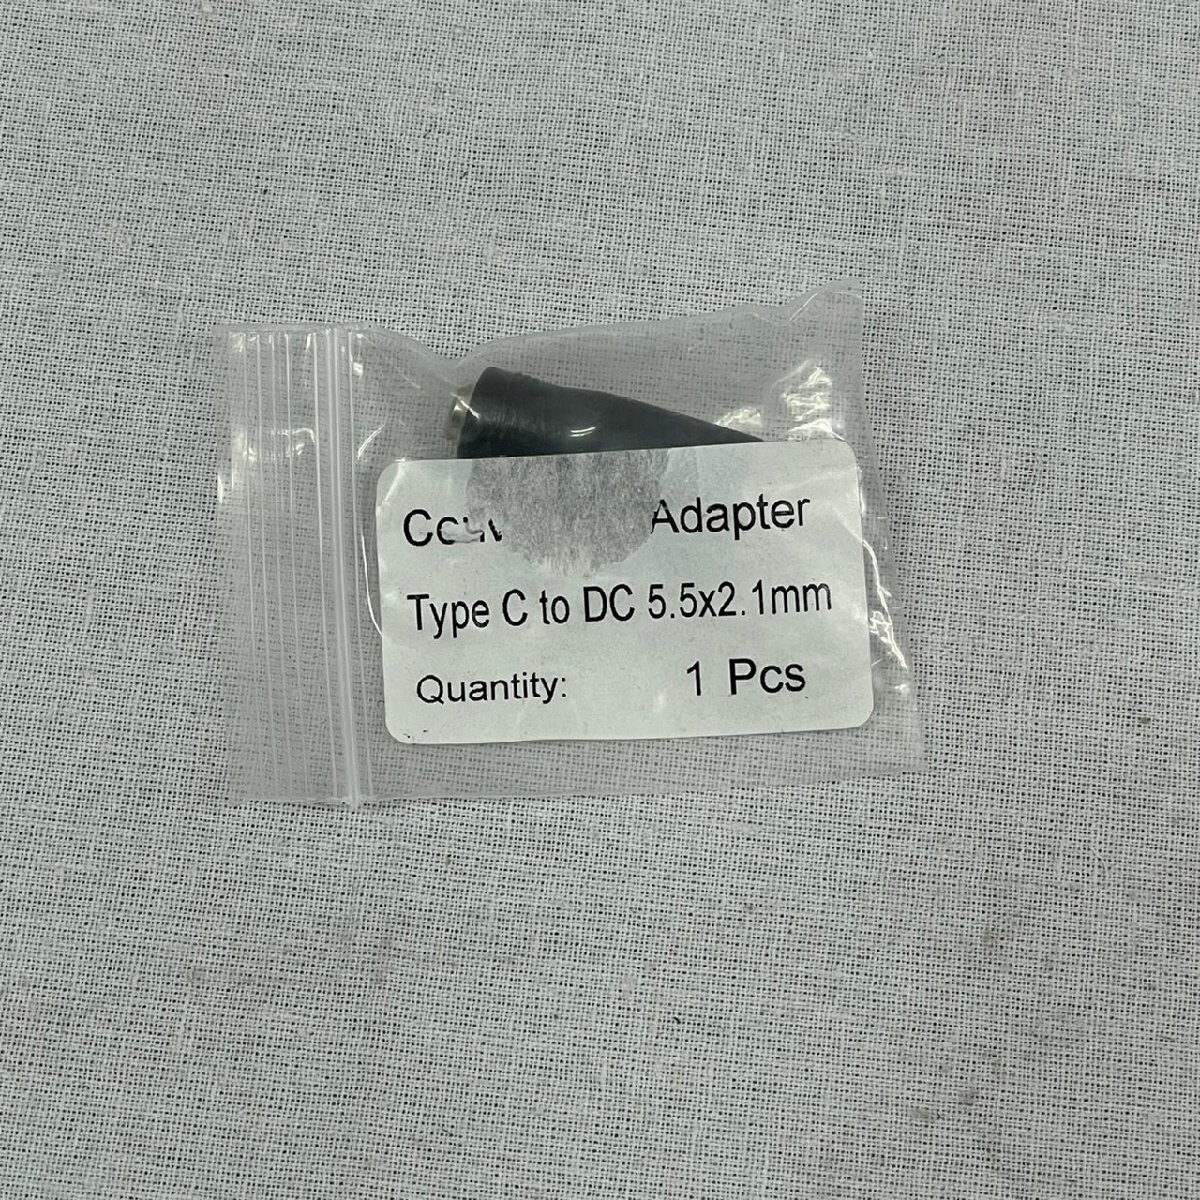 Adapter
Type C to DC 5.5x2.1mm
Quantity: 1 Pcs